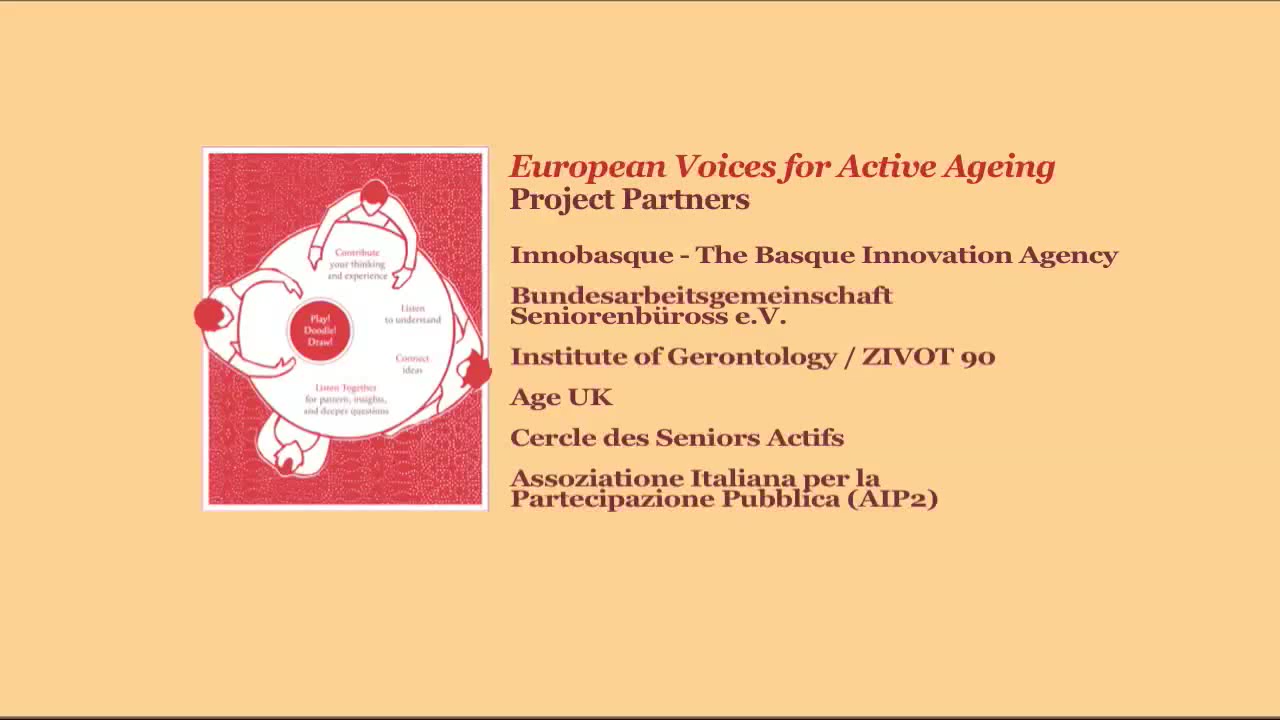 European Voices for Active Ageing
Project Partners
Innobasque - The Basque Innovation Agency
Bundesarbeitsgemeinschaft
Seniorenbüross e.V.
Institute of Gerontology / ZIVOT 90
Age UK
Cercle des Seniors Actifs
Assoziatione Italiana per la
Partecipazione Pubblica (AIP2)
Contribute
your thinking
and experience
Listen
to understand
Play!
Doodle!
Draw!
Connect
ideas
Listen Together
for pattern, insights,
and deeper questions